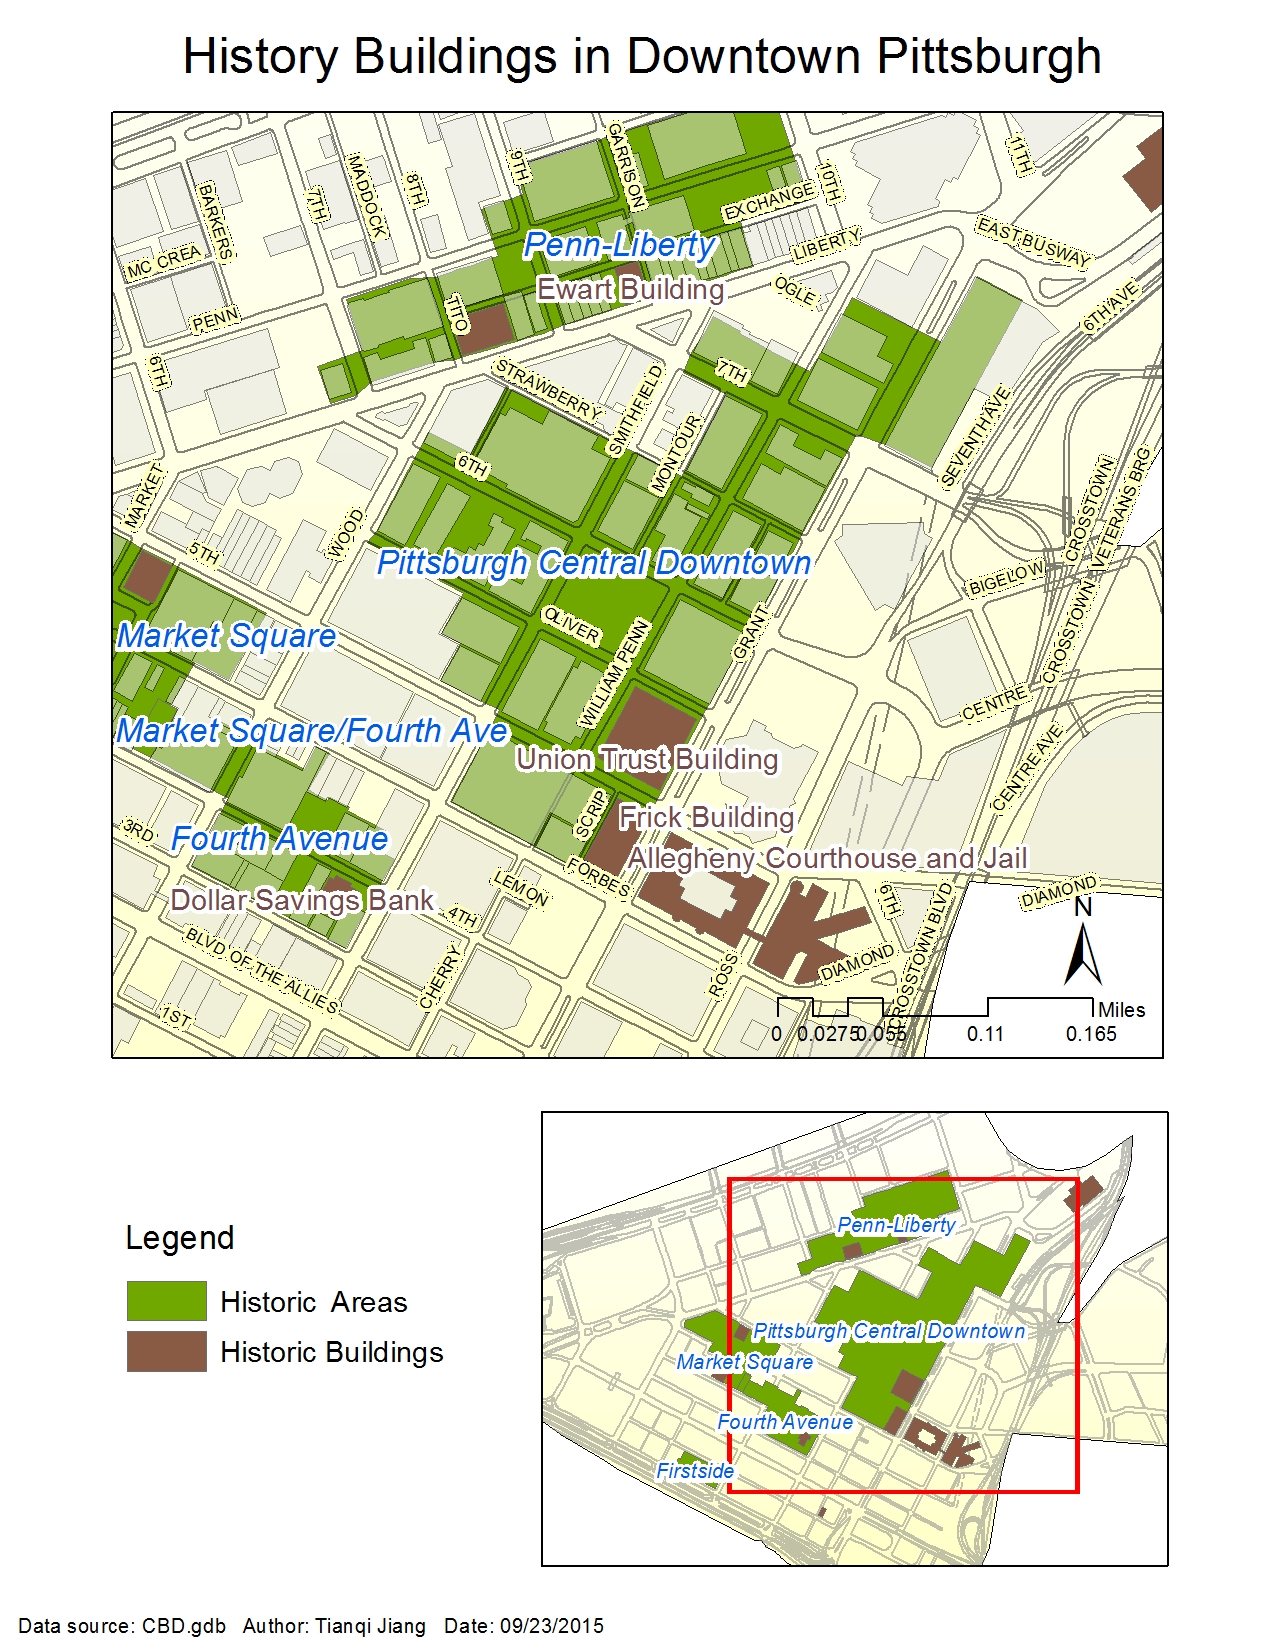 History Buildings in Downtown Pittsburgh
GARRISON
9TH
11TH
10TH
MADDOCK
8TH
7TH
BARKERS
EXCHANGE
LIBERTY
EAST BUSWAY
MC CREA
Penn-Liberty
Ewart Building
OGLE
6TH AVE
PENN
TITO
6TH
STRAWBERRY
7TH
SMITHFIELD
MONTOUR
SEVENTH AVE
6TH
MARKET
CROSSTOWN
VETERANS BRG
WOOD
5TH
Pittsburgh Central Downtown
BIGELOW
OLIVER
GRANT
Market Square
WILLIAM PENN
CROSSTOWN
CENTRE
Market Square/Fourth Ave
Union Trust Building
CENTRE AVE
SCRIP
Frick Building
3RD
Fourth Avenue
Allegheny Courthouse and Jail
FORBES
LEMON
Dollar Savings Bank
6TH
DIAMOND
4TH
N
BLVD OF THE ALLIES
CHERRY
ROSS
DIAMOND
CROSSTOWN BLVD
1ST
CROSSTOWN BLVD
Miles
0 0.0275 0.055 0.11 0.165
Penn-Liberty
Pittsburgh Central Downtown
Market Square
Fourth Avenue
Firstside
Legend
Historic Areas
Historic Buildings
Data source: CBD.gdb Author: Tianqi Jiang Date: 09/23/2015